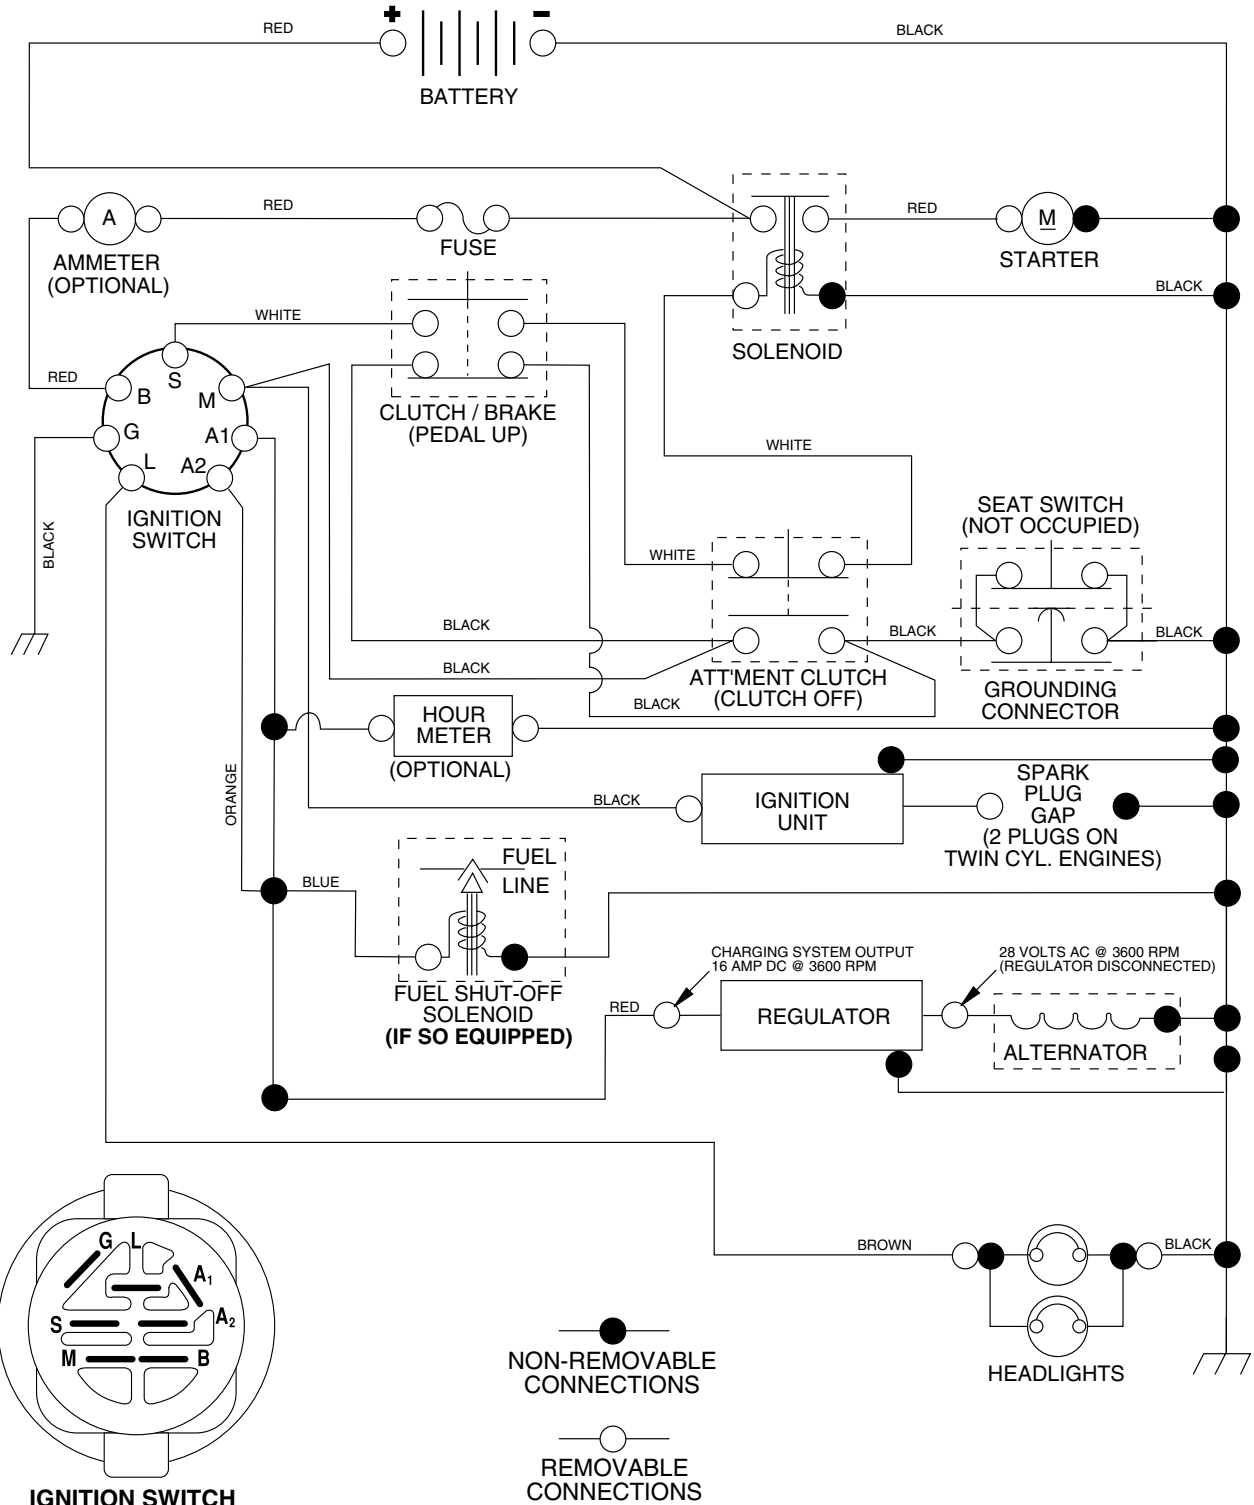 + −
RED
BLACK
BATTERY
RED
A
RED
M
FUSE
STARTER
AMMETER
(OPTIONAL)
BLACK
WHITE
SOLENOID
RED
S
B
M
CLUTCH / BRAKE
(PEDAL UP)
G
A1
L
A2
WHITE
IGNITION
SWITCH
BLACK
SEAT SWITCH
(NOT OCCUPIED)
WHITE
BLACK
BLACK
BLACK
BLACK
ATT'MENT CLUTCH
(CLUTCH OFF)
GROUNDING
CONNECTOR
BLACK
HOUR
METER
(OPTIONAL)
ORANGE
BLACK
IGNITION
UNIT
SPARK
PLUG
GAP
(2 PLUGS ON
TWIN CYL. ENGINES)
BLUE
FUEL
LINE
CHARGING SYSTEM OUTPUT
16 AMP DC @ 3600 RPM
28 VOLTS AC @ 3600 RPM
(REGULATOR DISCONNECTED)
FUEL SHUT-OFF
SOLENOID
(IF SO EQUIPPED)
RED
REGULATOR
ALTERNATOR
BROWN
BLACK
HEADLIGHTS
G L
A1
A2
S
M
B
IGNITION SWITCH
NON-REMOVABLE
CONNECTIONS
REMOVABLE
CONNECTIONS